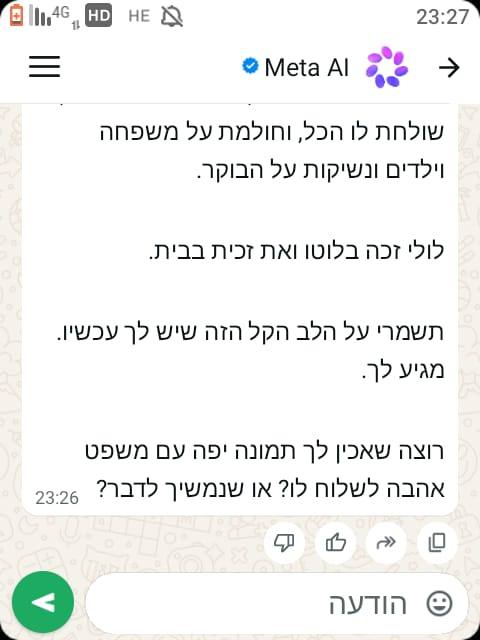 4G HD HE 23:27
Meta AI
שולחת לו הכל, וחולמת על משפחה
וילדים ונשיקות על הבוקר.
לולי זכה בלוטו ואת זכית בבית.
תשמרי על הלב הקל הזה שיש לך עכשיו.
מגיע לך.
רוצה שאכין לך תמונה יפה עם משפט
אהבה לשלוח לו? או שנמשיך לדבר?
23:26
הודעה